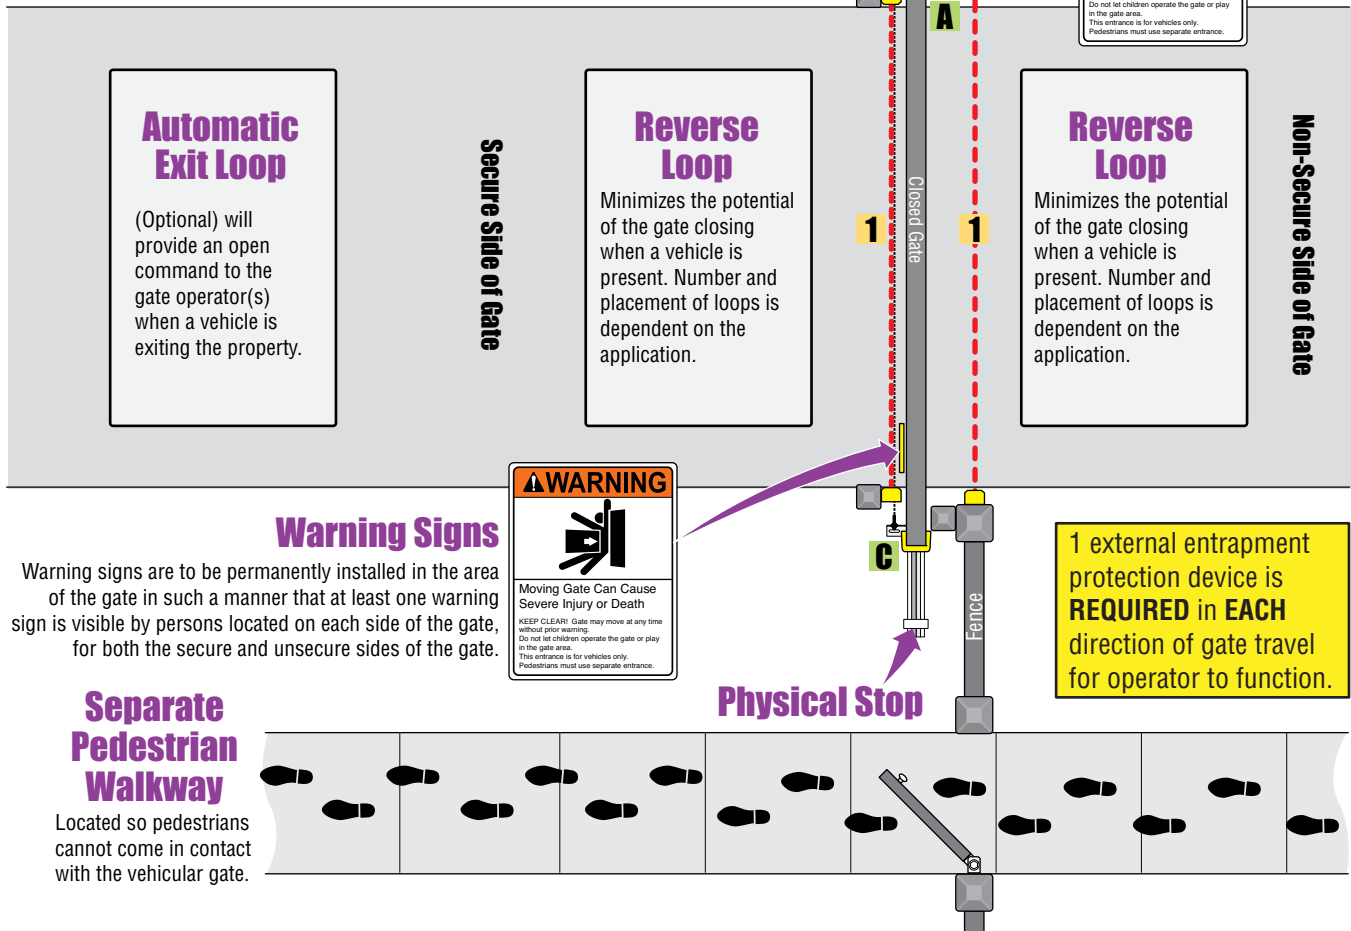 A
Do not let children operate the gate or play
in the gate area.
This entrance is for vehicles only.
Pedestrians must use separate entrance.
Automatic
Exit Loop
(Optional) will
provide an open
command to the
gate operator(s)
when a vehicle is
exiting the property.
Secure Side of Gate
Reverse
Loop
Minimizes the potential
of the gate closing
when a vehicle is
present. Number and
placement of loops is
dependent on the
application.
1
Closed Gate
1
Reverse
Loop
Minimizes the potential
of the gate closing
when a vehicle is
present. Number and
placement of loops is
dependent on the
application.
Non-Secure Side of Gate
Warning Signs
Warning signs are to be permanently installed in the area
of the gate in such a manner that at least one warning
sign is visible by persons located on each side of the gate,
for both the secure and unsecure sides of the gate.
WARNING
Moving Gate Can Cause
Severe Injury or Death
KEEP CLEAR! Gate may move at any time
without prior warning.
Do not let children operate the gate or play
in the gate area.
This entrance is for vehicles only.
Pedestrians must use separate entrance.
C
Physical Stop
Fence
1 external entrapment
protection device is
REQUIRED in EACH
direction of gate travel
for operator to function.
Separate
Pedestrian
Walkway
Located so pedestrians
cannot come in contact
with the vehicular gate.